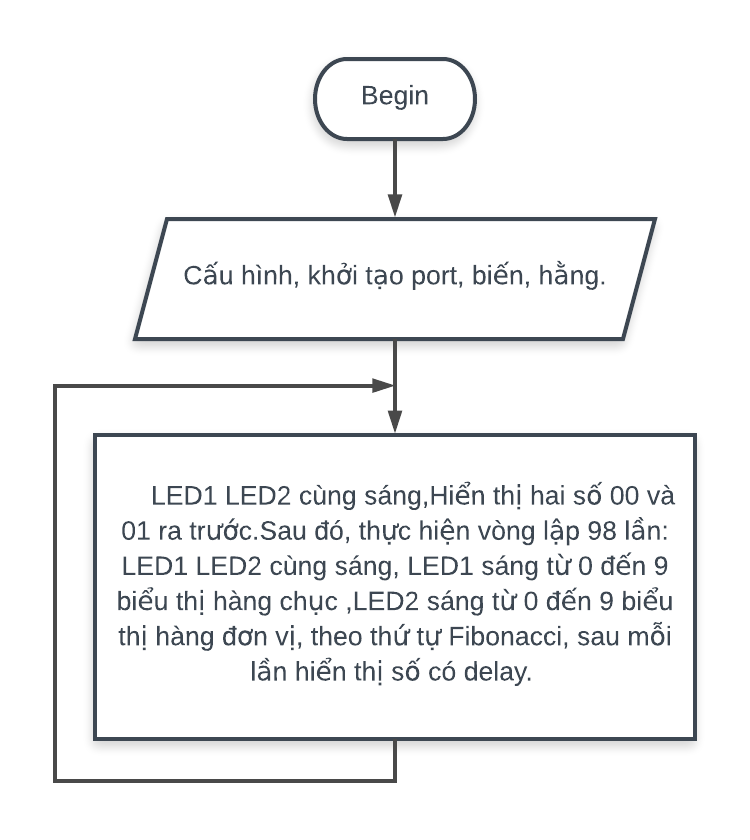 Begin
Cấu hình, khởi tạo port, biến, hằng.
LED1 LED2 cùng sáng,Hiển thị hai số 00 và
01 ra trước.Sau đó, thực hiện vòng lập 98 lần:
LED1 LED2 cùng sáng, LED1 sáng từ 0 đến 9
biểu thị hàng chục ,LED2 sáng từ 0 đến 9 biểu
thị hàng đơn vị, theo thứ tự Fibonacci, sau mỗi
lần hiển thị số có delay.